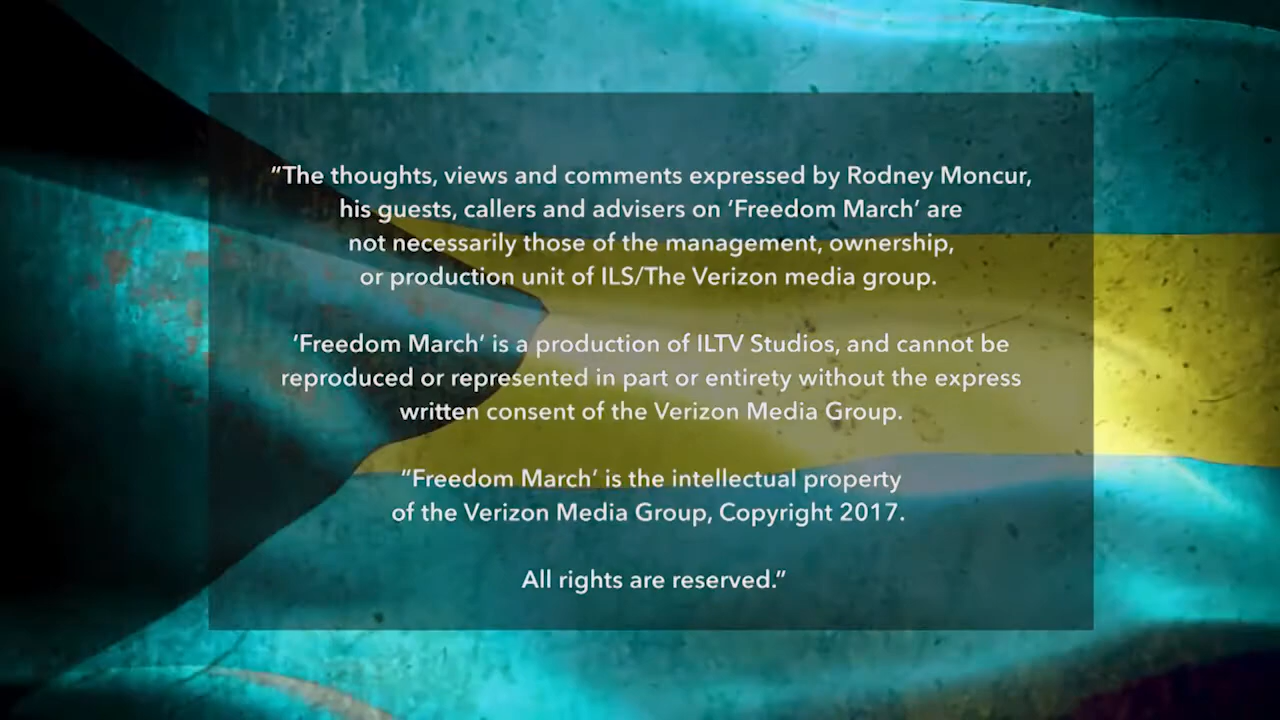 “The thoughts, views and comments expressed by Rodney Moncur,
his guests, callers and advisers on ‘Freedom March’ are
not necessarily those of the management, ownership,
or production unit of ILS/The Verizon media group.
‘Freedom March’ is a production of ILTV Studios, and cannot be
reproduced or represented in part or entirety without the express
written consent of the Verizon Media Group.
“Freedom March’ is the intellectual property
of the Verizon Media Group, Copyright 2017.
All rights are reserved.”